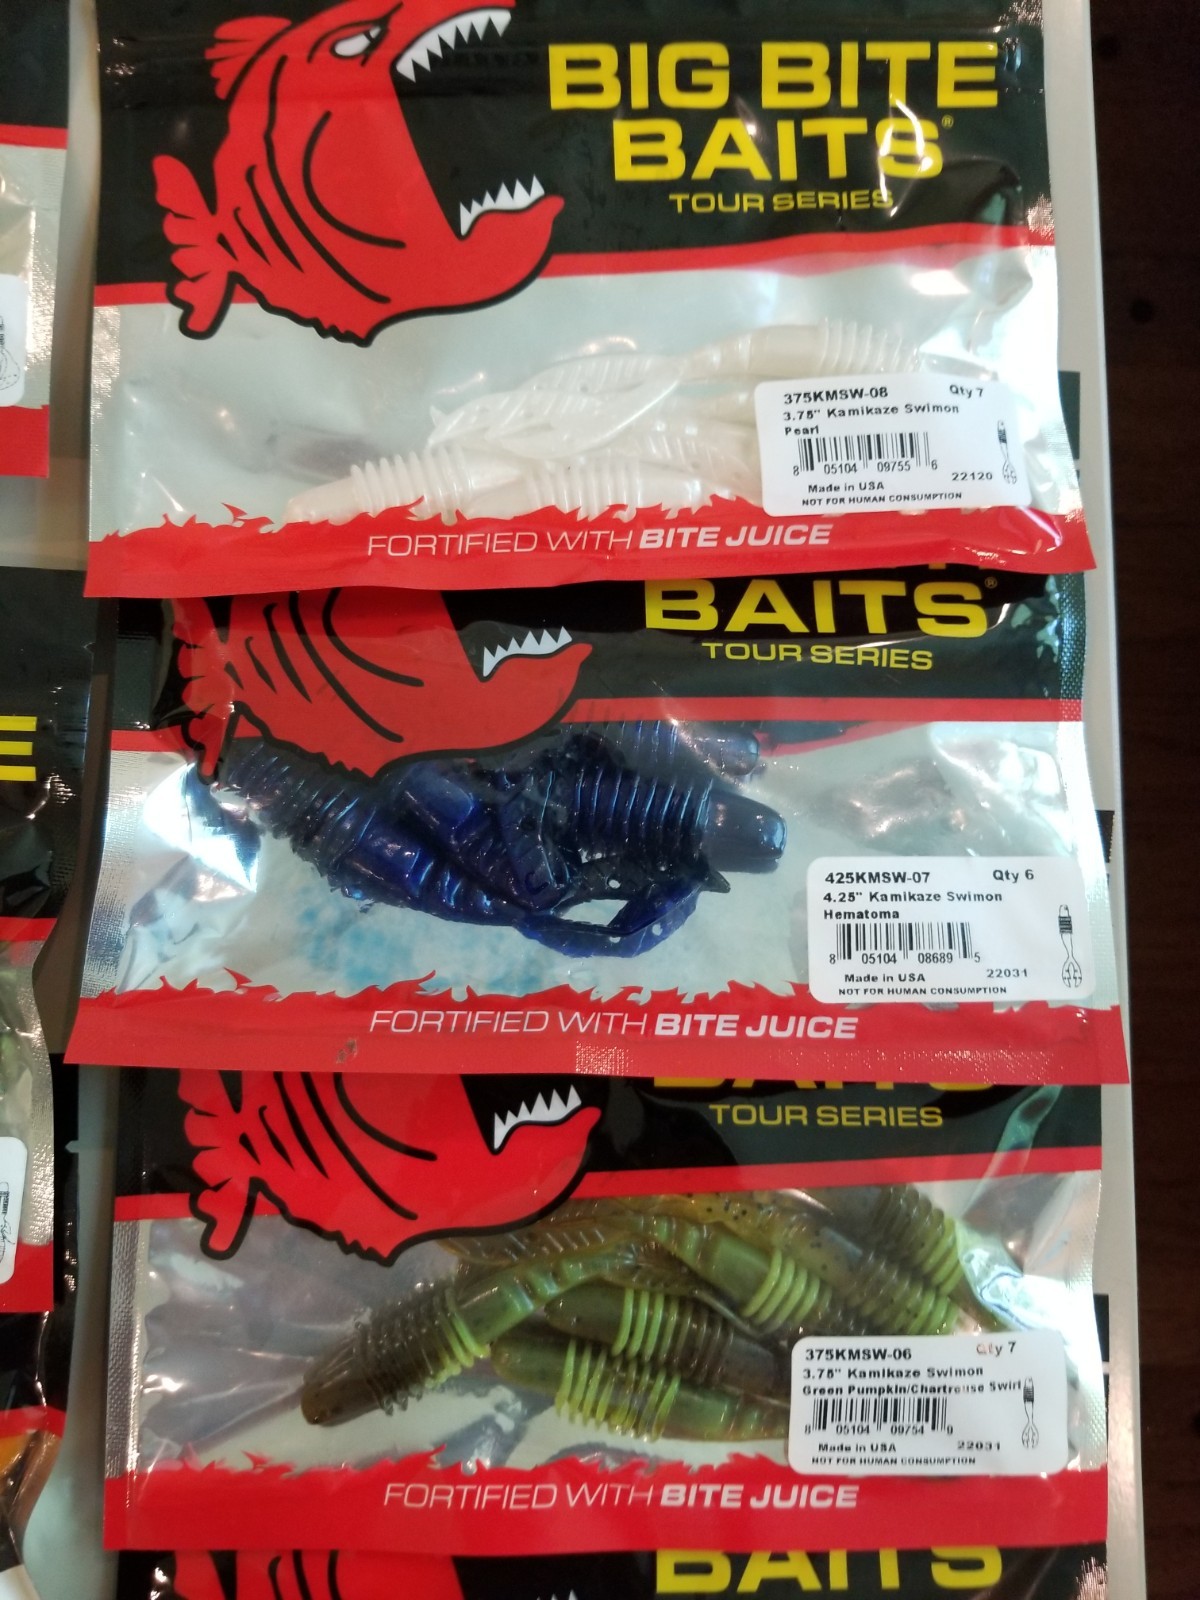 BIG BITE
BAITS®
TOUR SERIES
375KMSW-08 Qty 7
3.75" Kamikaze Swimon
Pearl
8 05104 09755 6
22120
Made in USA
NOT FOR HUMAN CONSUMPTION
FORTIFIED WITH BITE JUICE
BAITS®
TOUR SERIES
425KMSW-07 Qty 6
4.25" Kamikaze Swimon
Hematoma
8 05104 08689 5
Made in USA 22031
NOT FOR HUMAN CONSUMPTION
FORTIFIED WITH BITE JUICE
BAITS
TOUR SERIES
375KMSW-06 Qty 7
3.75" Kamikaze Swimon
Green Pumpkin/Chartreuse Swirl
8 05104 09754 9
Made in USA 22031
NOT FOR HUMAN CONSUMPTION
FORTIFIED WITH BITE JUICE
BAITS
E